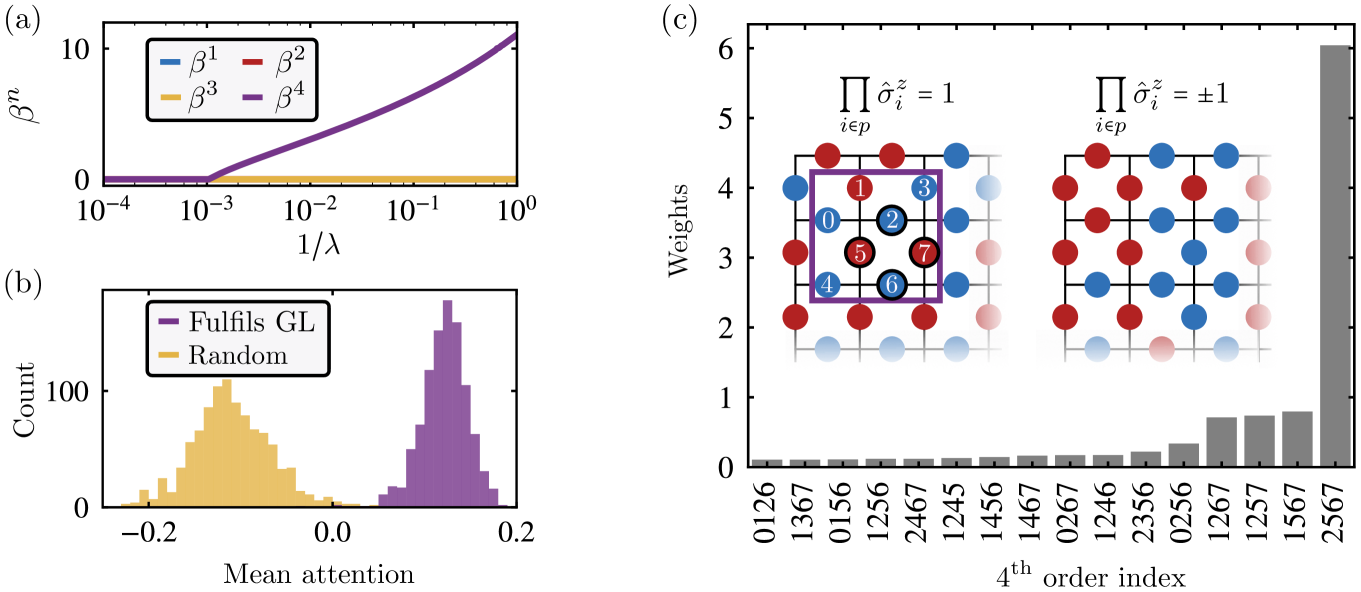 (a)
10
0
βⁿ
β¹ β²
β³ β⁴
10⁻⁴ 10⁻³ 10⁻² 10⁻¹ 10⁰
1/λ
(b)
Fulfils GL
Random
100
0
Count
−0.2 0.0 0.2
Mean attention
(c)
6
5
4
3
2
1
0
Weights
∏ σ̂ᵢᶻ = 1
i∈p
∏ σ̂ᵢᶻ = ±1
i∈p
1 3
0 2
5 7
4 6
0126 1367 0156 1256 2467 1245 1456 1467 0267 1246 2356 0256 1267 1257 1567 2567
4ᵗʰ order index